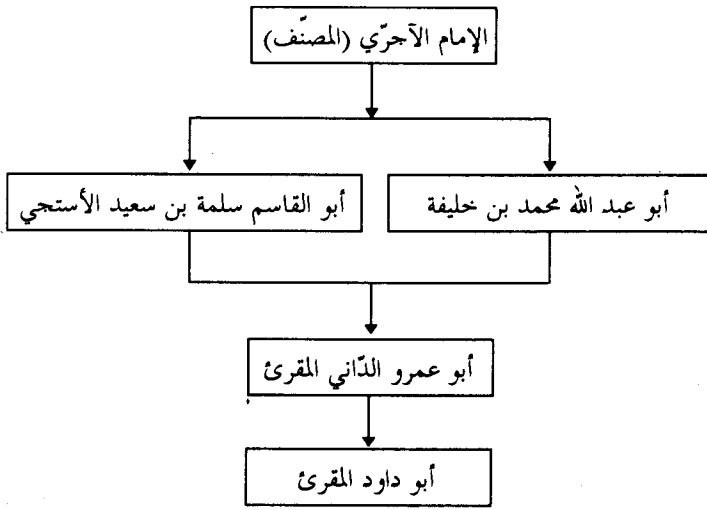 الإمام الآجرّي (المصنّف)
أبو عبد الله محمد بن خليفة
أبو القاسم سلمة بن سعيد الأستجي
أبو عمرو الدّاني المقرئ
أبو داود المقرئ